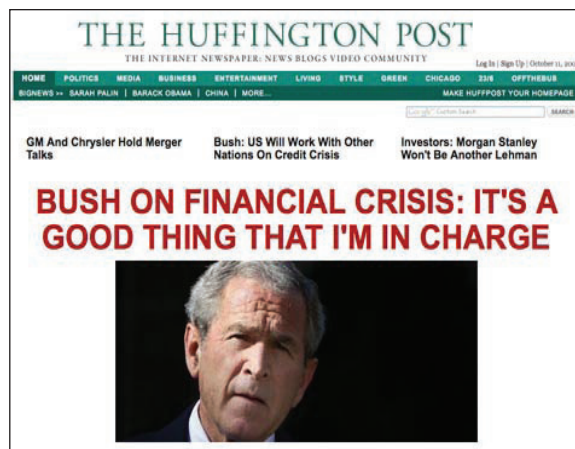 THE HUFFINGTON POST
THE INTERNET NEWSPAPER: NEWS BLOGS VIDEO COMMUNITY
Log In | Sign Up | October 11, 200
HOME POLITICS MEDIA BUSINESS ENTERTAINMENT LIVING STYLE GREEN CHICAGO 23/6 OFFTHEBUS
BIGNEWS >> SARAH PALIN | BARACK OBAMA | CHINA | MORE... MAKE HUFFPOST YOUR HOMEPAGE
Google Custom Search SEARCH
GM And Chrysler Hold Merger
Talks
Bush: US Will Work With Other
Nations On Credit Crisis
Investors: Morgan Stanley
Won't Be Another Lehman
BUSH ON FINANCIAL CRISIS: IT'S A
GOOD THING THAT I'M IN CHARGE